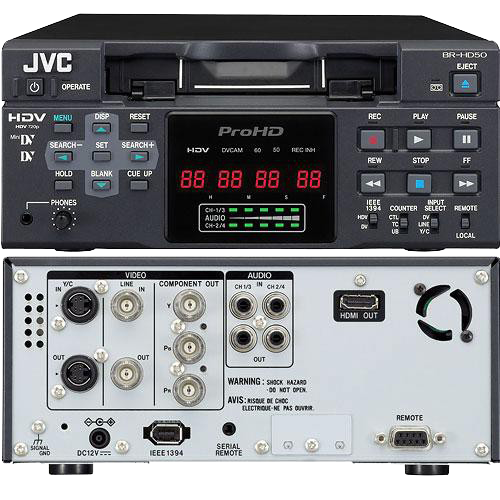 JVC
BR-HD50
EJECT
OPERATE
HDV
HDV 720p
Mini DV
DV
MENU
DISP
RESET
SEARCH−
SET
SEARCH+
HOLD
BLANK
CUE UP
PHONES
ProHD
HDV DVCAM 60 50 REC INH
88 88 88 88
H M S F
CH-1/3
AUDIO
CH-2/4
REC PLAY PAUSE
REW STOP FF
IEEE 1394
HDV
DV
COUNTER
CTL
TC
UB
INPUT SELECT
DV
LINE
Y/C
REMOTE
LOCAL
VIDEO
Y/C
IN
LINE
IN
OUT
OUT
COMPONENT OUT
Y
PB
PR
AUDIO
CH 1/3 IN CH 2/4
OUT
HDMI OUT
WARNING : SHOCK HAZARD
- DO NOT OPEN.
AVIS : RISQUE DE CHOC
ELECTRIQUE-NE PAS OUVRIR.
SIGNAL GND
DC12V
IEEE1394
SERIAL REMOTE
REMOTE